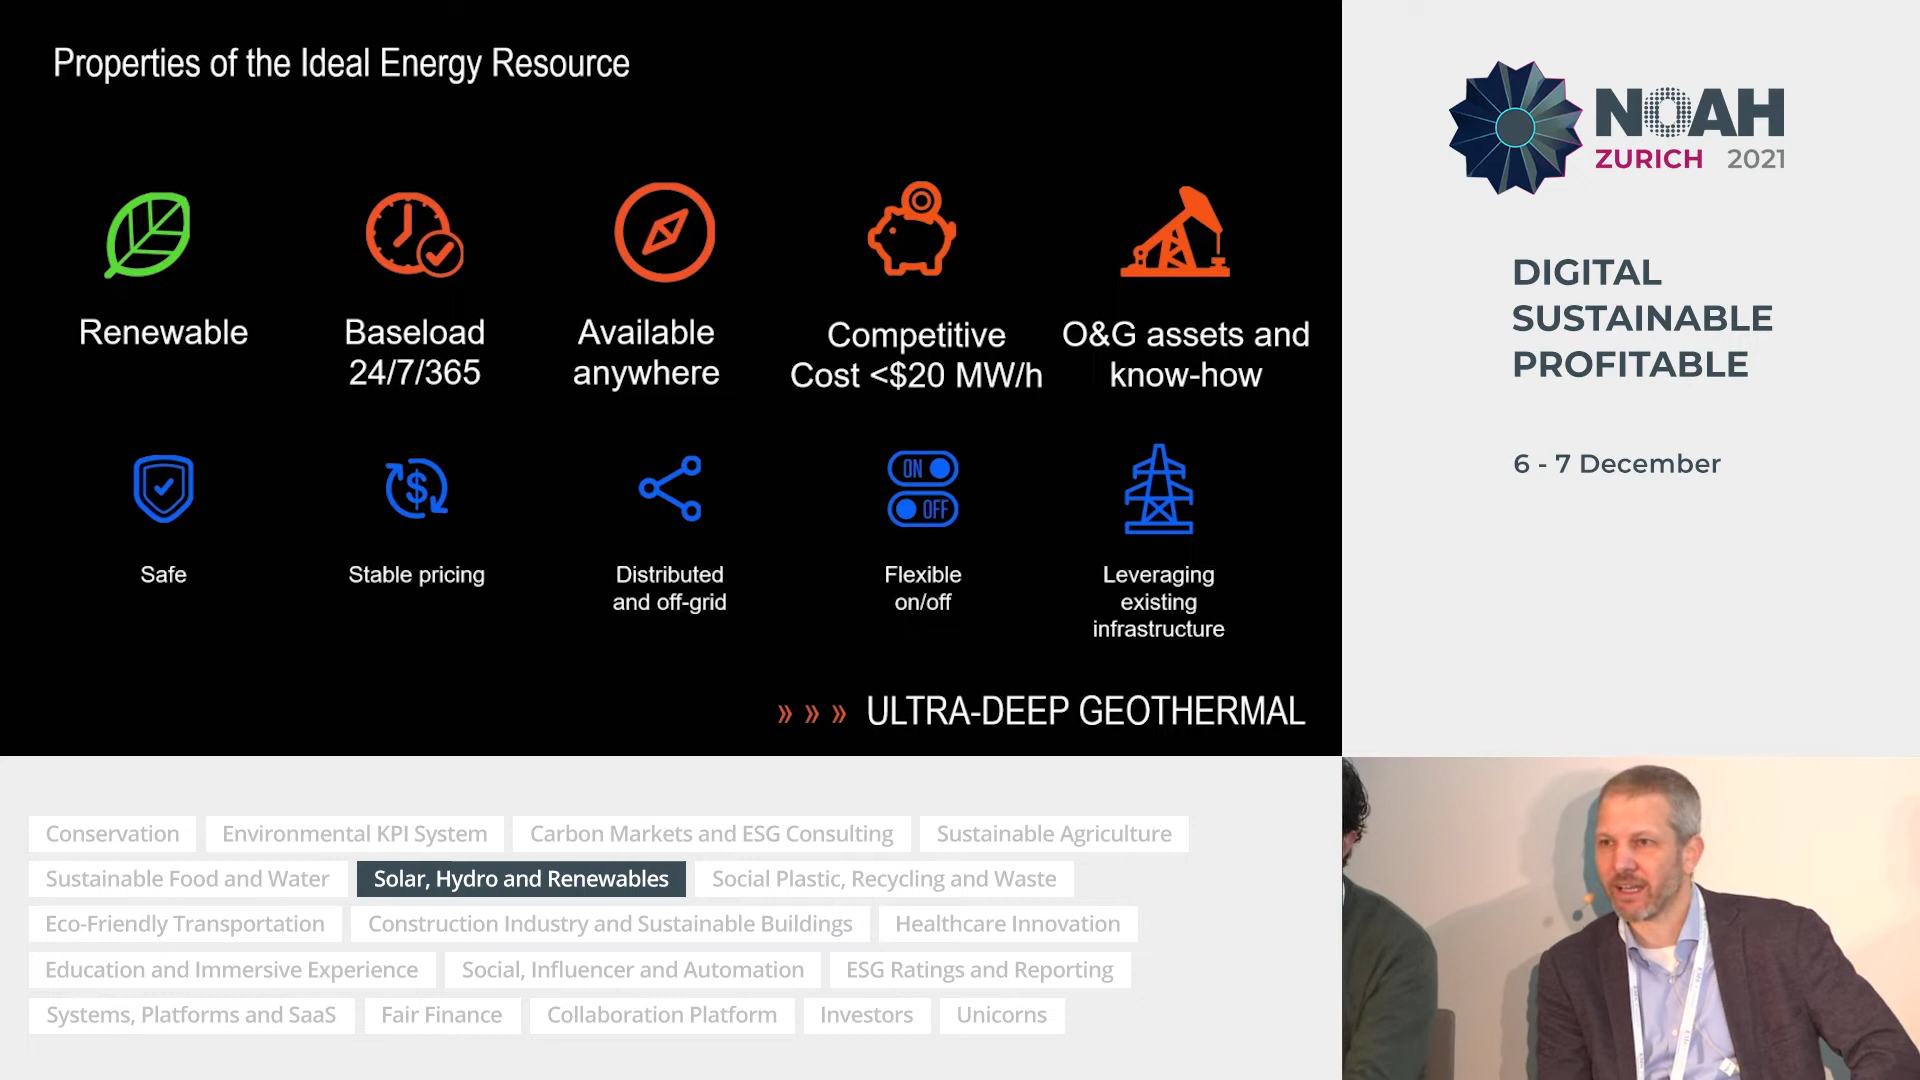 Properties of the Ideal Energy Resource
Renewable
Baseload
24/7/365
Available
anywhere
Competitive
Cost <$20 MW/h
O&G assets and
know-how
Safe
Stable pricing
Distributed
and off-grid
ON
OFF
Flexible
on/off
Leveraging
existing
infrastructure
»»» ULTRA-DEEP GEOTHERMAL
NOAH
ZURICH 2021
DIGITAL
SUSTAINABLE
PROFITABLE
6 - 7 December
Conservation
Environmental KPI System
Carbon Markets and ESG Consulting
Sustainable Agriculture
Sustainable Food and Water
Solar, Hydro and Renewables
Social Plastic, Recycling and Waste
Eco-Friendly Transportation
Construction Industry and Sustainable Buildings
Healthcare Innovation
Education and Immersive Experience
Social, Influencer and Automation
ESG Ratings and Reporting
Systems, Platforms and SaaS
Fair Finance
Collaboration Platform
Investors
Unicorns